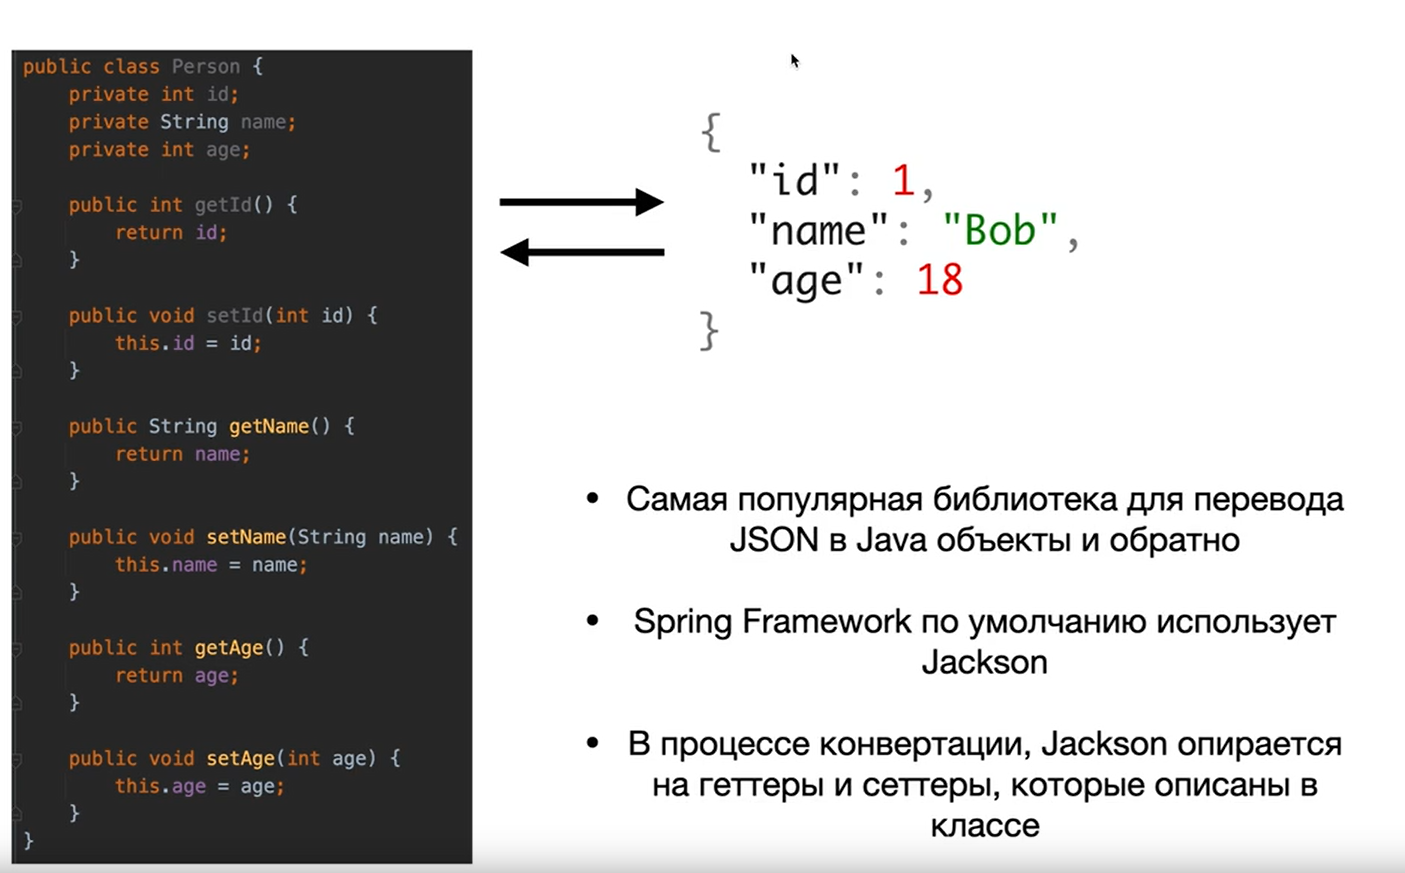 public class Person {
private int id;
private String name;
private int age;
public int getId() {
return id;
}
public void setId(int id) {
this.id = id;
}
public String getName() {
return name;
}
public void setName(String name) {
this.name = name;
}
public int getAge() {
return age;
}
public void setAge(int age) {
this.age = age;
}
}
{
"id": 1,
"name": "Bob",
"age": 18
}
• Самая популярная библиотека для перевода
JSON в Java объекты и обратно
• Spring Framework по умолчанию использует
Jackson
• В процессе конвертации, Jackson опирается
на геттеры и сеттеры, которые описаны в
классе